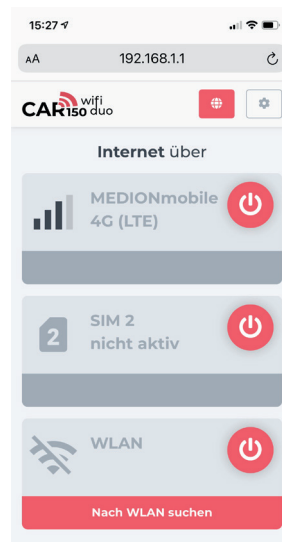 15:27
AA 192.168.1.1
CAR150 wifi duo
Internet über
MEDIONmobile
4G (LTE)
2
SIM 2
nicht aktiv
WLAN
Nach WLAN suchen